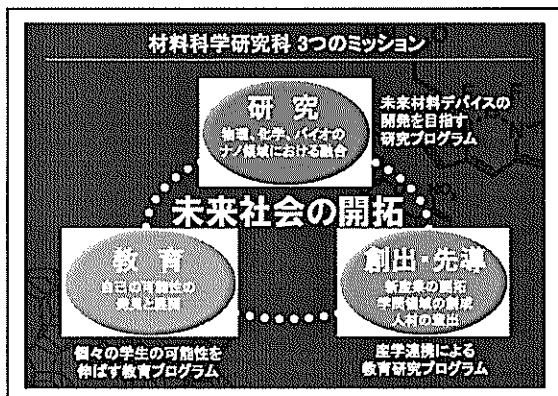 材料科学研究科 3つのミッション
研 究
物理、化学、バイオの
ナノ領域における融合
未来材料デバイスの
開発を目指す
研究プログラム
未来社会の開拓
教 育
自己の可能性の
発見と展開
個々の学生の可能性を
伸ばす教育プログラム
創出・先導
新産業の開拓
学問領域の創成
人材の輩出
産学連携による
教育研究プログラム